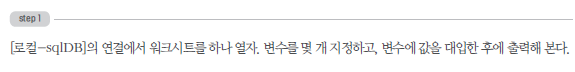 step 1
[로컬-sqlDB]의 연결에서 워크시트를 하나 열자. 변수를 몇 개 지정하고, 변수에 값을 대입한 후에 출력해 본다.